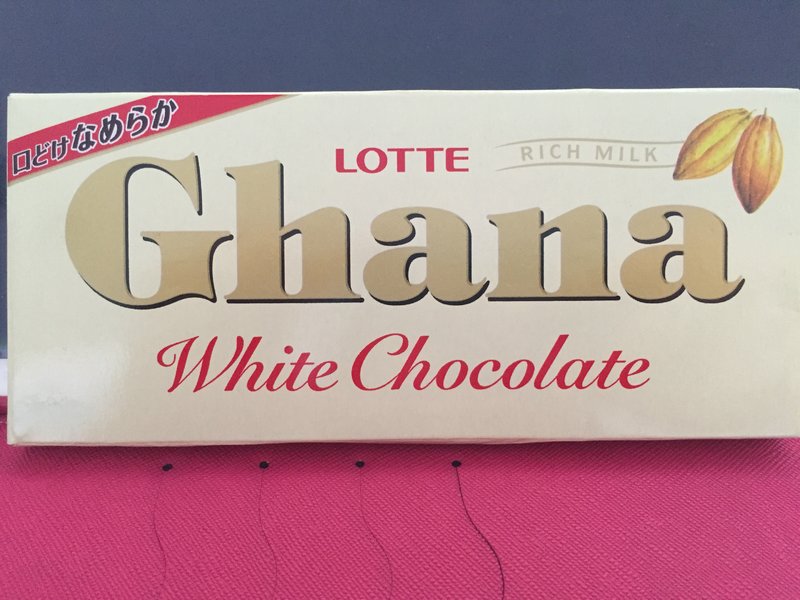 口どけなめらか
LOTTE
RICH MILK
Ghana
White Chocolate